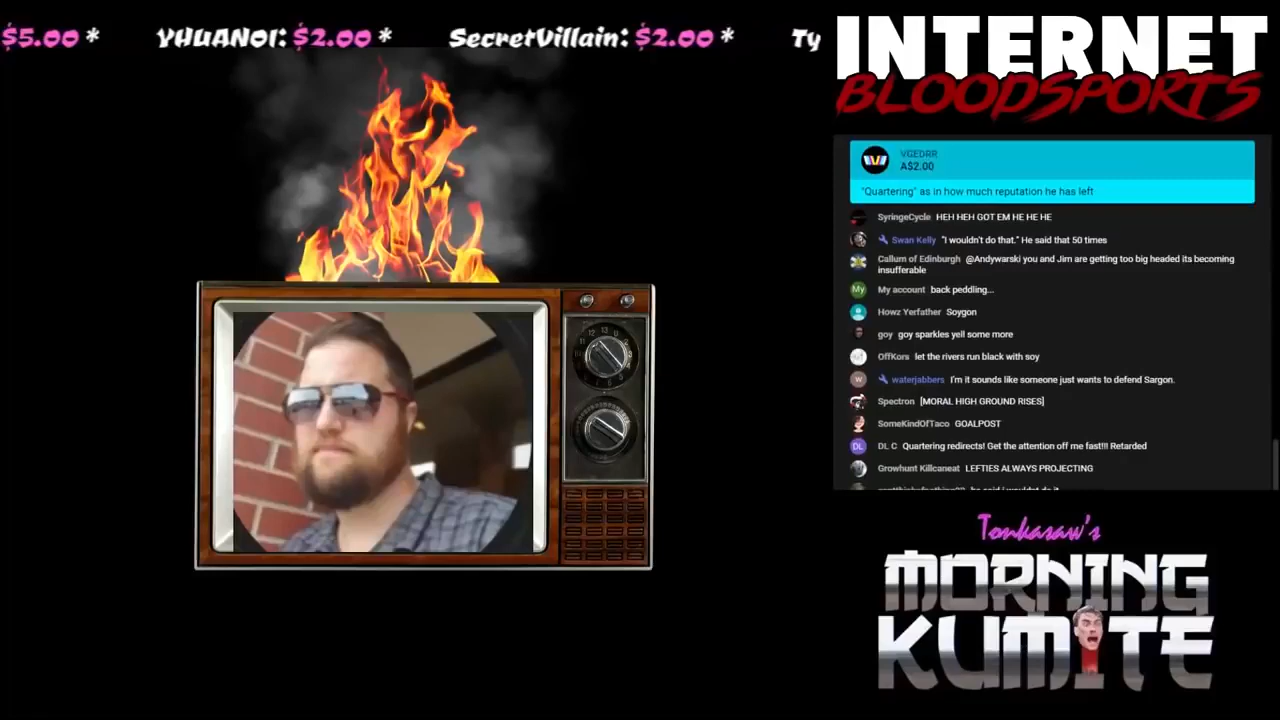 $5.00 * YHUANOI: $2.00 * SecretVillain: $2.00 * Ty
INTERNET
BLOODSPORTS
VGEDRR
A$2.00
"Quartering" as in how much reputation he has left
SyringeCycle HEH HEH GOT EM HE HE HE
Swan Kelly "I wouldn't do that." He said that 50 times
Callum of Edinburgh @Andywarski you and Jim are getting too big headed its becoming
insufferable
My My account back peddling...
Howz Yerfather Soygon
goy goy sparkles yell some more
OffKors let the rivers run black with soy
w waterjabbers I'm it sounds like someone just wants to defend Sargon.
Spectron [MORAL HIGH GROUND RISES]
SomeKindOfTaco GOALPOST
DL DL C Quartering redirects! Get the attention off me fast!!! Retarded
Growhunt Killcaneat LEFTIES ALWAYS PROJECTING
Tonkasaw's
MORNING
KUMITE